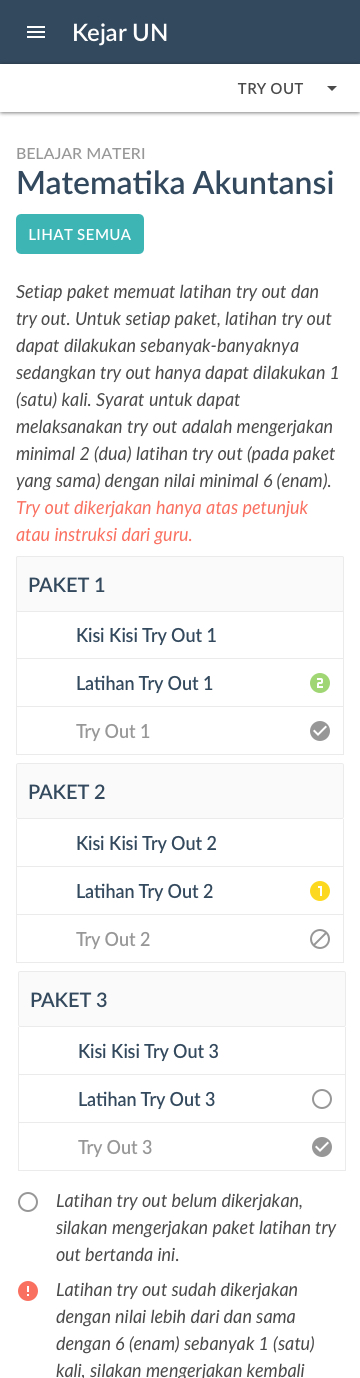 Kejar UN
TRY OUT
BELAJAR MATERI
Matematika Akuntansi
LIHAT SEMUA
Setiap paket memuat latihan try out dan
try out. Untuk setiap paket, latihan try out
dapat dilakukan sebanyak-banyaknya
sedangkan try out hanya dapat dilakukan 1
(satu) kali. Syarat untuk dapat
melaksanakan try out adalah mengerjakan
minimal 2 (dua) latihan try out (pada paket
yang sama) dengan nilai minimal 6 (enam).
Try out dikerjakan hanya atas petunjuk
atau instruksi dari guru.
PAKET 1
Kisi Kisi Try Out 1
Latihan Try Out 1 2
Try Out 1
PAKET 2
Kisi Kisi Try Out 2
Latihan Try Out 2 1
Try Out 2
PAKET 3
Kisi Kisi Try Out 3
Latihan Try Out 3
Try Out 3
Latihan try out belum dikerjakan,
silakan mengerjakan paket latihan try
out bertanda ini.
Latihan try out sudah dikerjakan
dengan nilai lebih dari dan sama
dengan 6 (enam) sebanyak 1 (satu)
kali, silakan mengerjakan kembali